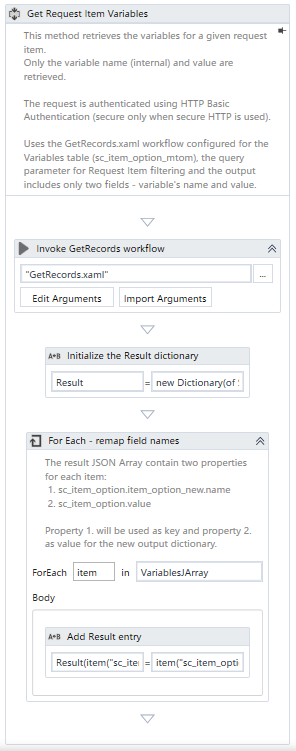 Get Request Item Variables
This method retrieves the variables for a given request
item.
Only the variable name (internal) and value are
retrieved.
The request is authenticated using HTTP Basic
Authentication (secure only when secure HTTP is used).
Uses the GetRecords.xaml workflow configured for the
Variables table (sc_item_option_mtom), the query
parameter for Request Item filtering and the output
includes only two fields - variable's name and value.
Invoke GetRecords workflow
"GetRecords.xaml" ...
Edit Arguments Import Arguments
A*B Initialize the Result dictionary
Result = new Dictionary(of
For Each - remap field names
The result JSON Array contain two properties
for each item:
1. sc_item_option.item_option_new.name
2. sc_item_option.value
Property 1. will be used as key and property 2.
as value for the new output dictionary.
ForEach item in VariablesJArray
Body
A*B Add Result entry
Result(item("sc_ite = item("sc_item_opti